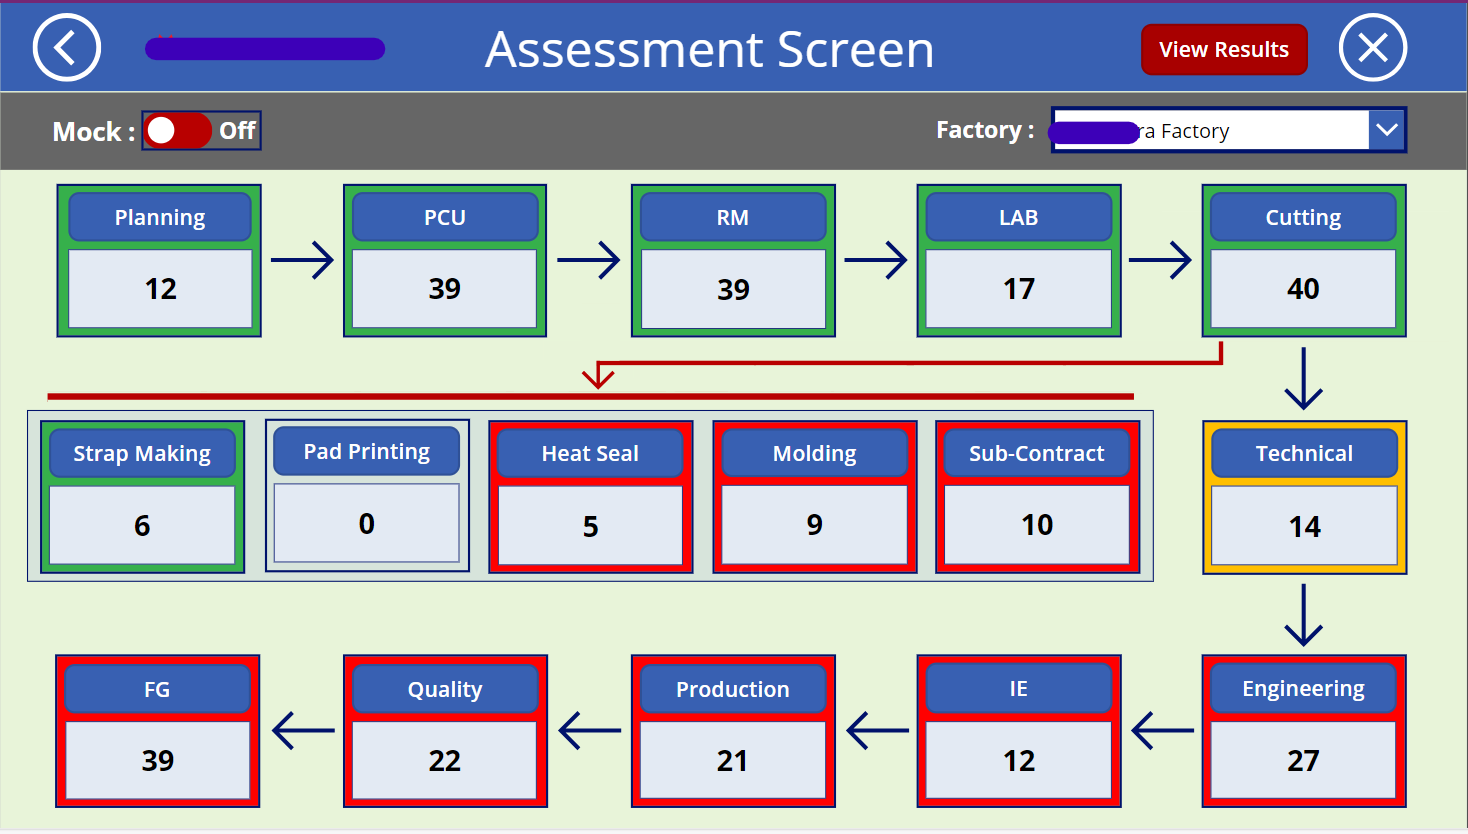 Assessment Screen
View Results
Mock :
Off
Factory :
ra Factory
Planning
PCU
RM
LAB
Cutting
12
39
39
17
40
Strap Making
Pad Printing
Heat Seal
Molding
Sub-Contract
Technical
6
0
5
9
10
14
FG
Quality
Production
IE
Engineering
39
22
21
12
27